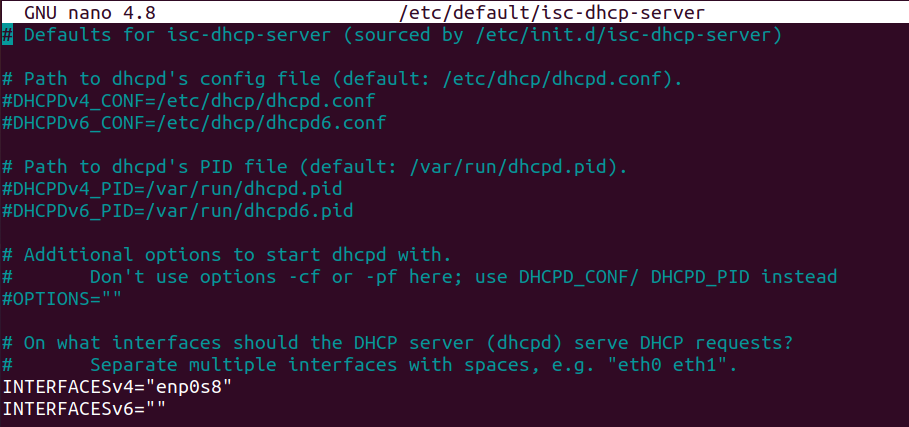 GNU nano 4.8 /etc/default/isc-dhcp-server
# Defaults for isc-dhcp-server (sourced by /etc/init.d/isc-dhcp-server)
# Path to dhcpd's config file (default: /etc/dhcp/dhcpd.conf).
#DHCPDv4_CONF=/etc/dhcp/dhcpd.conf
#DHCPDv6_CONF=/etc/dhcp/dhcpd6.conf
# Path to dhcpd's PID file (default: /var/run/dhcpd.pid).
#DHCPDv4_PID=/var/run/dhcpd.pid
#DHCPDv6_PID=/var/run/dhcpd6.pid
# Additional options to start dhcpd with.
#       Don't use options -cf or -pf here; use DHCPD_CONF/ DHCPD_PID instead
#OPTIONS=""
# On what interfaces should the DHCP server (dhcpd) serve DHCP requests?
#       Separate multiple interfaces with spaces, e.g. "eth0 eth1".
INTERFACESv4="enp0s8"
INTERFACESv6=""